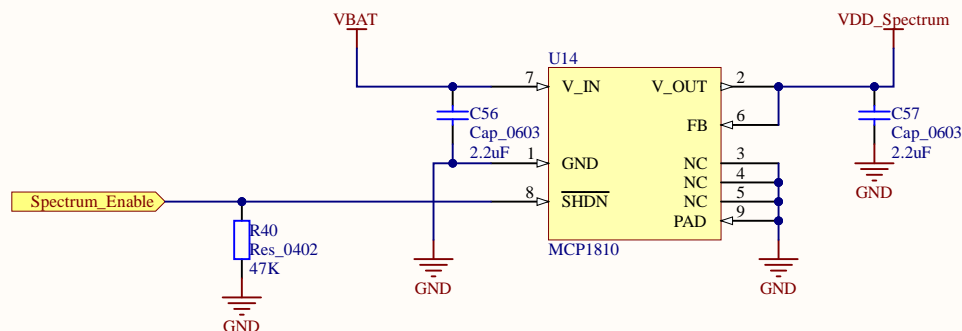 VBAT
VDD_Spectrum
U14
7 V_IN V_OUT 2
C56
Cap_0603
2.2uF
FB 6
C57
Cap_0603
2.2uF
1 GND NC 3
NC 4
GND
Spectrum_Enable
8 SHDN NC 5
PAD 9
R40
Res_0402
47K
MCP1810
GND
GND
GND